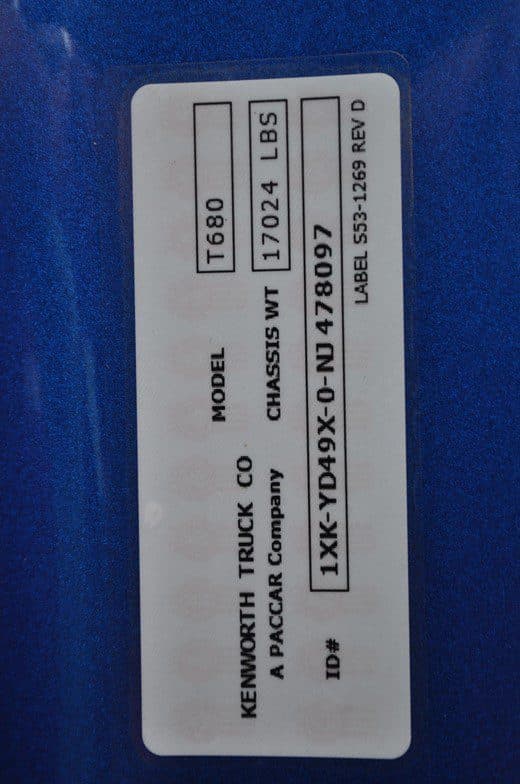 MODEL T680
KENWORTH TRUCK CO
A PACCAR Company CHASSIS WT 17024 LBS
ID# 1XK-YD49X-0-NJ 478097
LABEL S53-1269 REV D